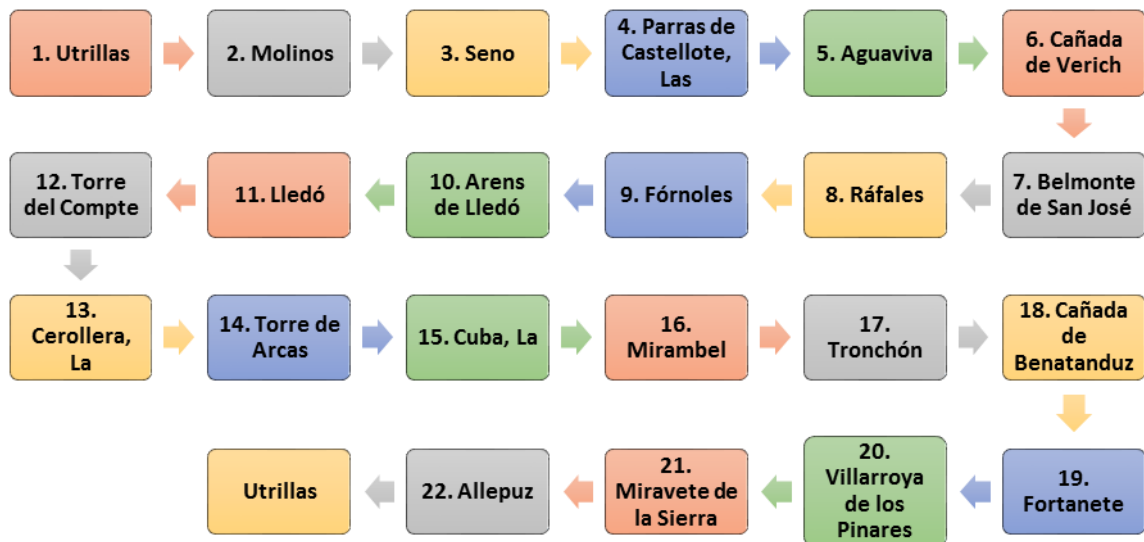 1. Utrillas
2. Molinos
3. Seno
4. Parras de
Castellote,
Las
5. Aguaviva
6. Cañada
de Verich
7. Belmonte
de San José
8. Ráfales
9. Fórnoles
10. Arens
de Lledó
11. Lledó
12. Torre
del Compte
13.
Cerollera,
La
14. Torre de
Arcas
15. Cuba, La
16.
Mirambel
17.
Tronchón
18. Cañada
de
Benatanduz
19.
Fortanete
20.
Villarroya
de los
Pinares
21.
Miravete de
la Sierra
22. Allepuz
Utrillas